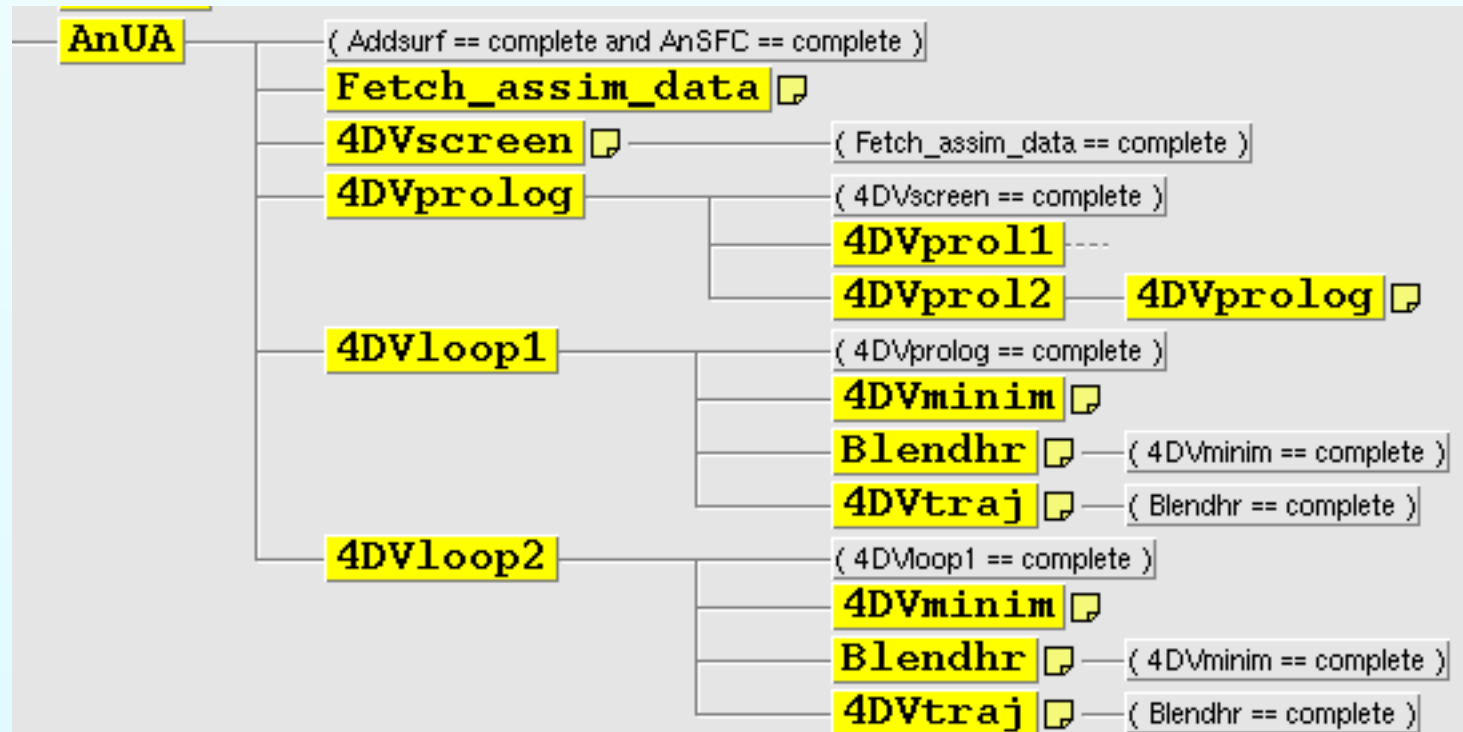 AnUA ( Addsurf == complete and AnSFC == complete )
Fetch_assim_data
4DVscreen ( Fetch_assim_data == complete )
4DVprolog ( 4DVscreen == complete )
4DVprol1
4DVprol2 4DVprolog
4DVloop1 ( 4DVprolog == complete )
4DVminim
Blendhr ( 4DVminim == complete )
4DVtraj ( Blendhr == complete )
4DVloop2 ( 4DVloop1 == complete )
4DVminim
Blendhr ( 4DVminim == complete )
4DVtraj ( Blendhr == complete )